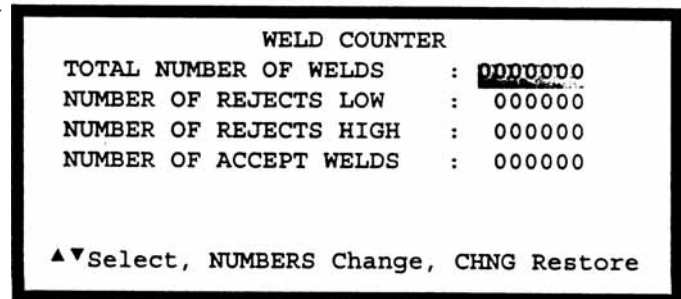 WELD COUNTER
TOTAL NUMBER OF WELDS : 0000000
NUMBER OF REJECTS LOW : 000000
NUMBER OF REJECTS HIGH : 000000
NUMBER OF ACCEPT WELDS : 000000
▲▼Select, NUMBERS Change, CHNG Restore